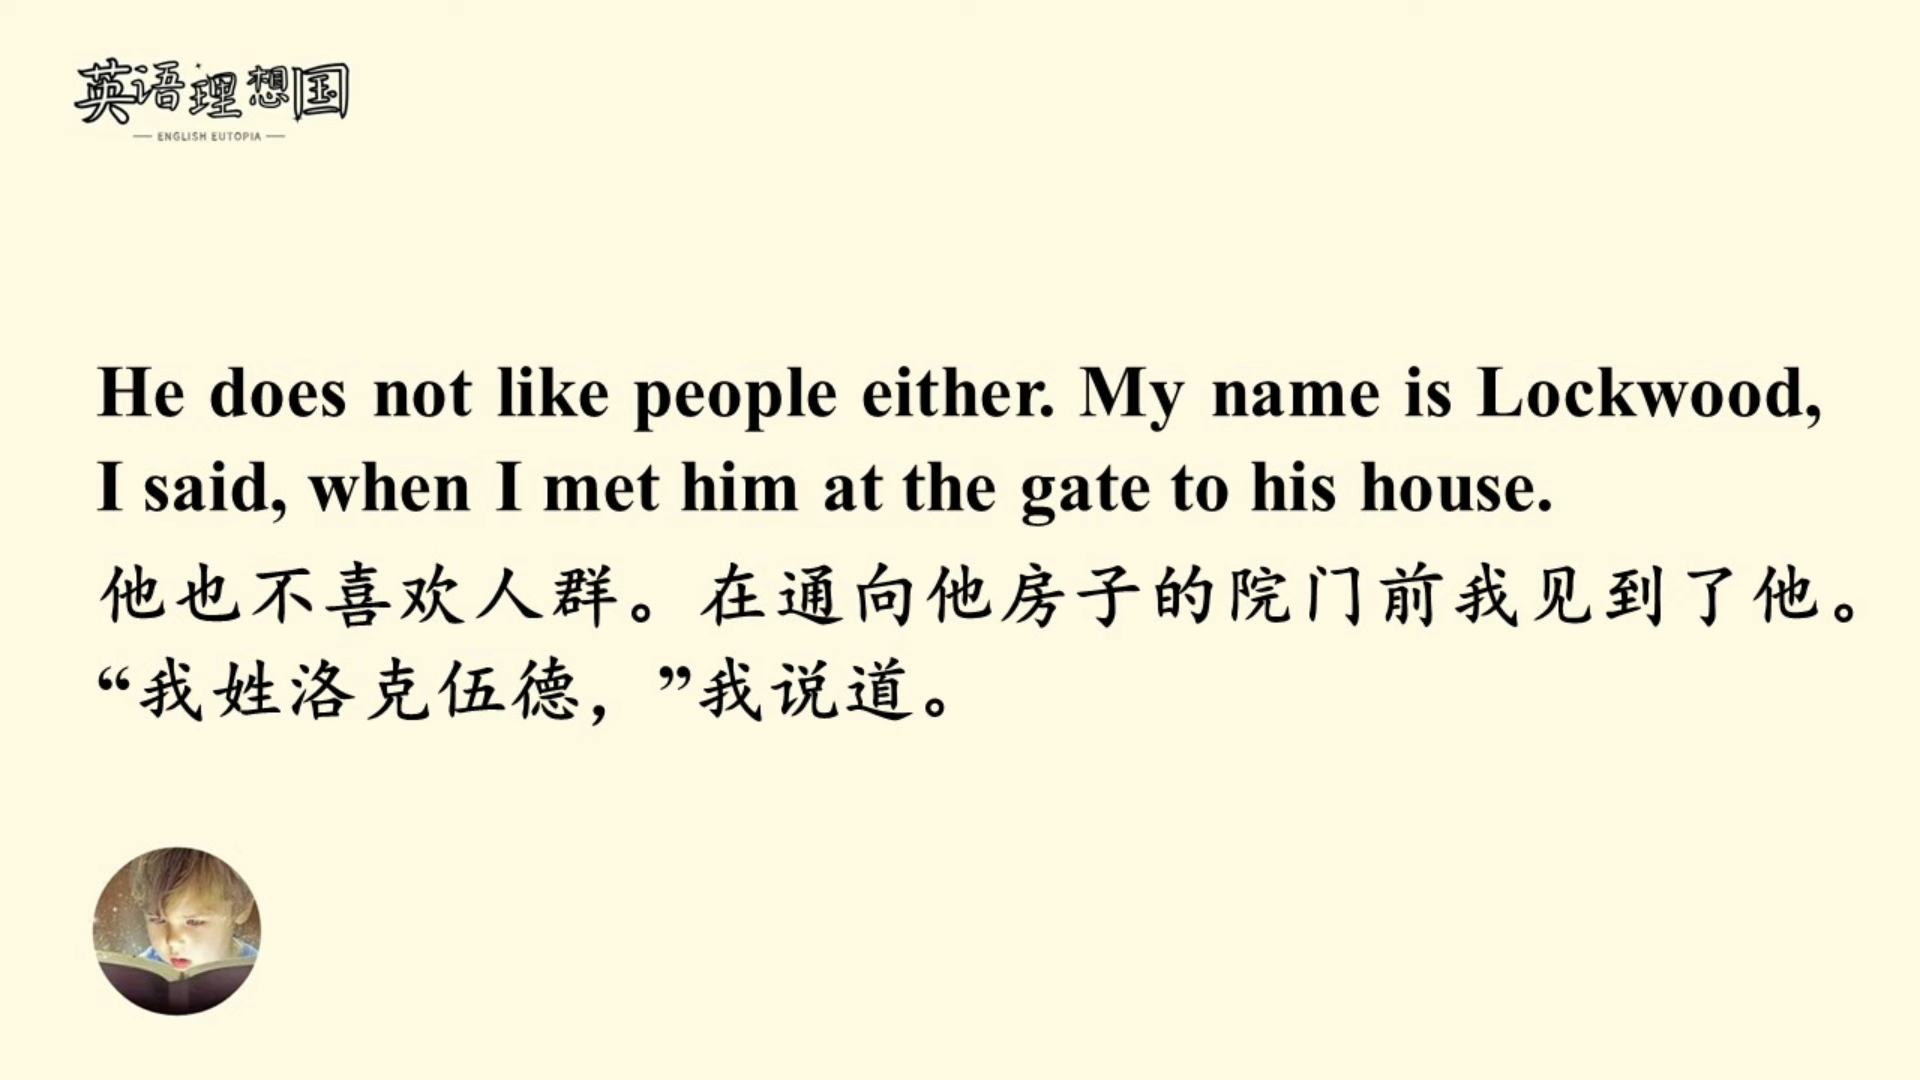 英语理想国
ENGLISH EUTOPIA
He does not like people either. My name is Lockwood,
I said, when I met him at the gate to his house.
他也不喜欢人群。在通向他房子的院门前我见到了他。
“我姓洛克伍德，”我说道。